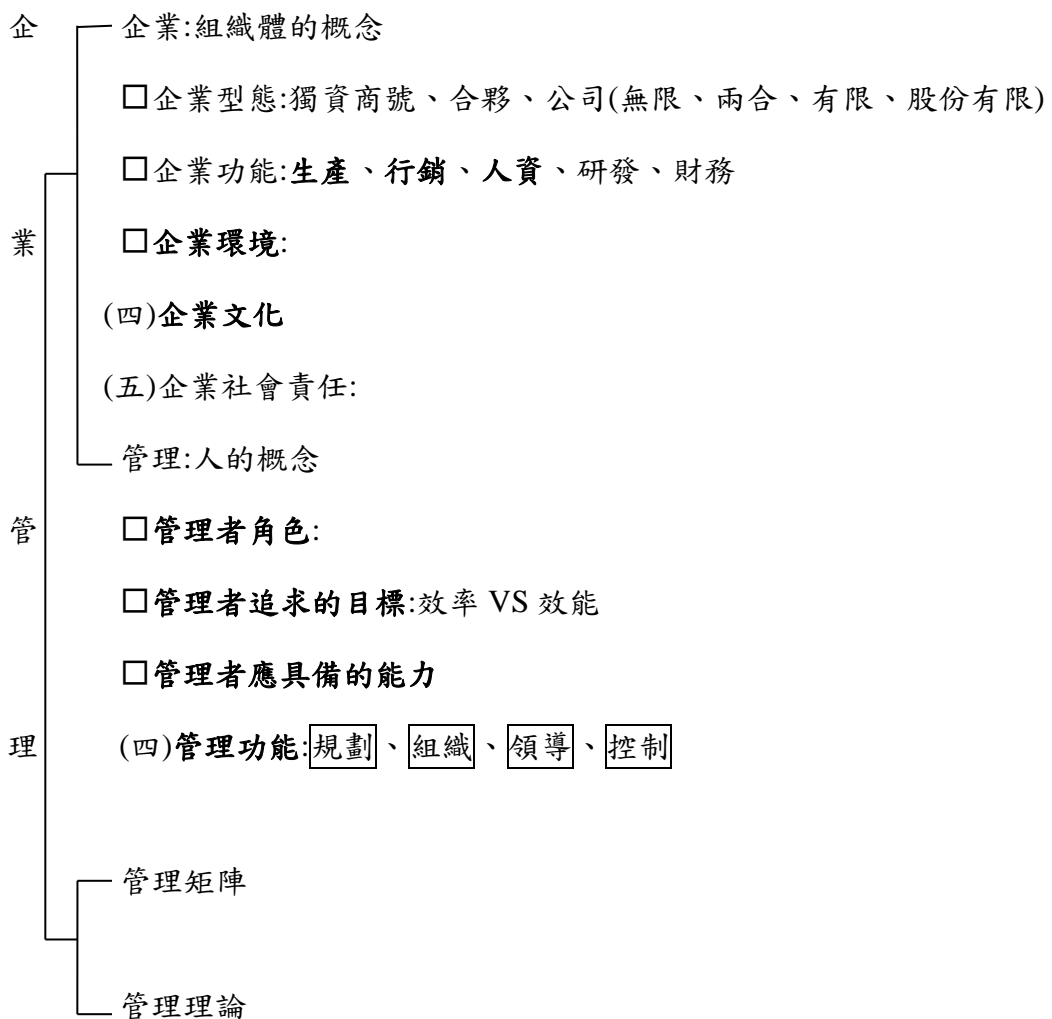 企 企業:組織體的概念
□企業型態:獨資商號、合夥、公司(無限、兩合、有限、股份有限)
□企業功能:生產、行銷、人資、研發、財務
業 □企業環境:
(四)企業文化
(五)企業社會責任:
管理:人的概念
管 □管理者角色:
□管理者追求的目標:效率 VS 效能
□管理者應具備的能力
理 (四)管理功能:規劃、組織、領導、控制
管理矩陣
管理理論